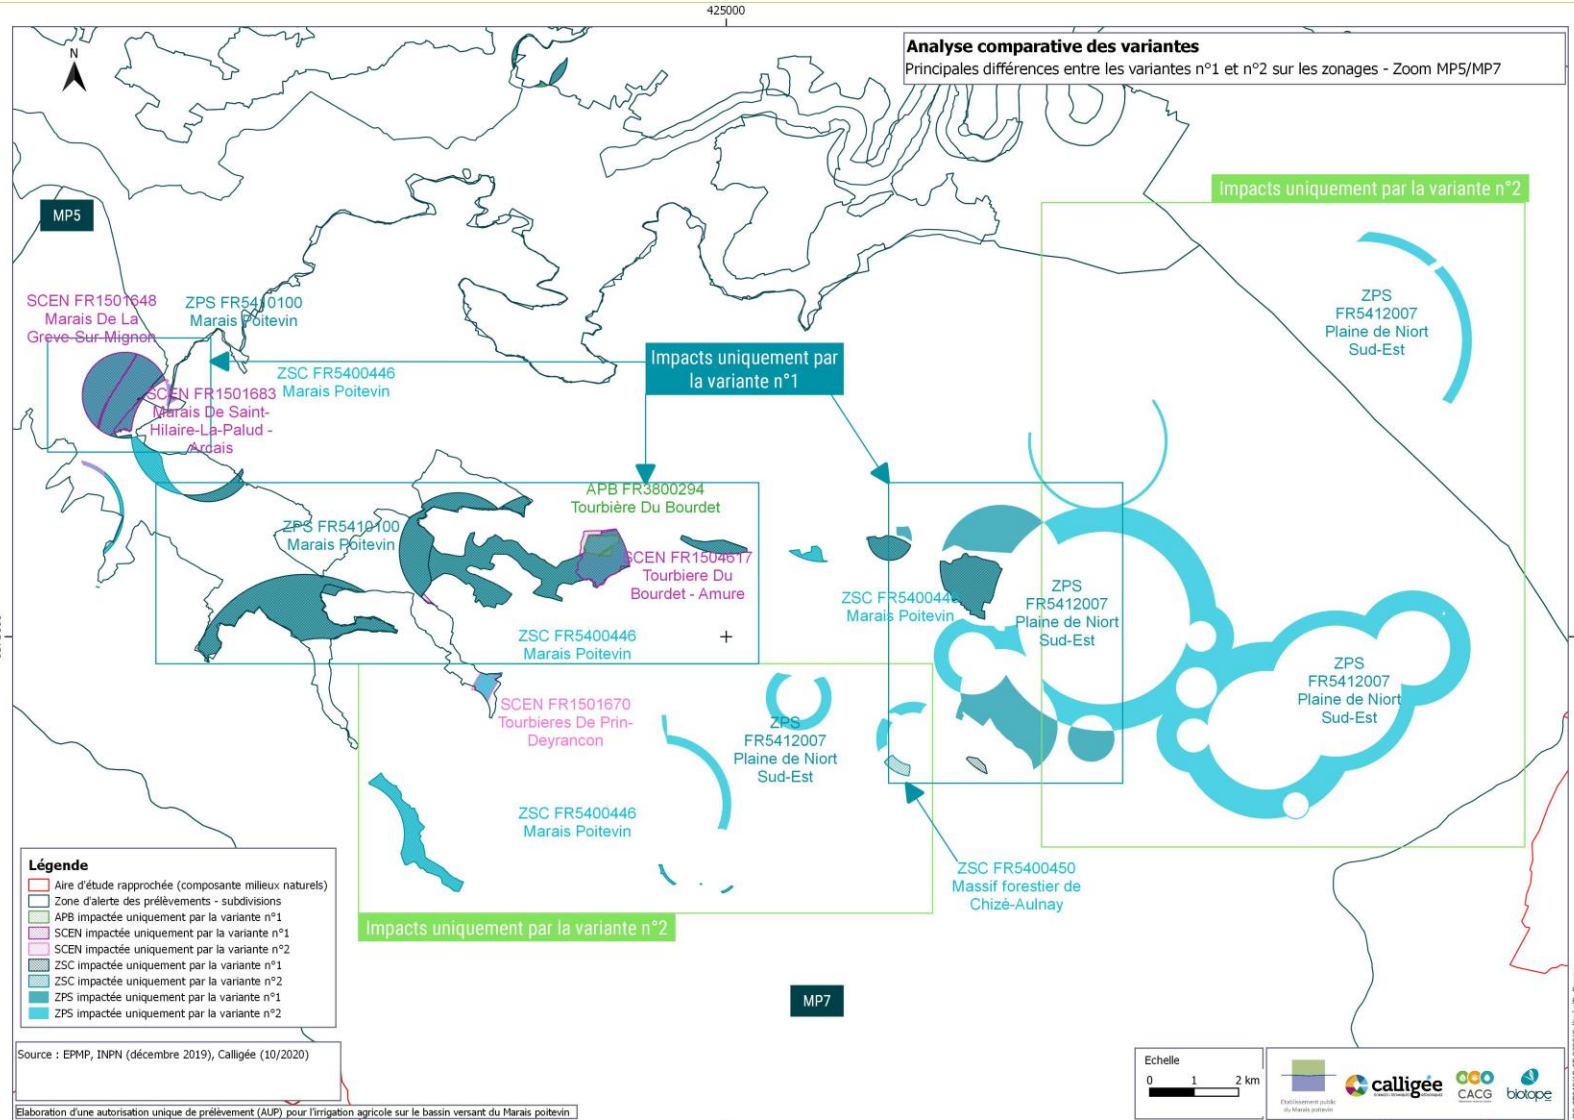 425000
Analyse comparative des variantes
Principales différences entre les variantes n°1 et n°2 sur les zonages - Zoom MP5/MP7
N
MP5
Impacts uniquement par la variante n°2
SCEN FR1501648
Marais De La
Greve-Sur-Mignon
ZPS FR5410100
Marais Poitevin
ZPS
FR5412007
Plaine de Niort
Sud-Est
Impacts uniquement par
la variante n°1
ZSC FR5400446
Marais Poitevin
SCEN FR1501683
Marais De Saint-
Hilaire-La-Palud -
Arcais
APB FR3800294
Tourbière Du Bourdet
ZPS FR5410100
Marais Poitevin
SCEN FR1504617
Tourbiere Du
Bourdet - Amure
ZSC FR5400446
Marais Poitevin
ZPS
FR5412007
Plaine de Niort
Sud-Est
ZSC FR5400446
Marais Poitevin
ZPS
FR5412007
Plaine de Niort
Sud-Est
SCEN FR1501670
Tourbieres De Prin-
Deyrancon
ZPS
FR5412007
Plaine de Niort
Sud-Est
ZSC FR5400446
Marais Poitevin
ZSC FR5400450
Massif forestier de
Chizé-Aulnay
Impacts uniquement par la variante n°2
MP7
Légende
Aire d'étude rapprochée (composante milieux naturels)
Zone d'alerte des prélèvements - subdivisions
APB impactée uniquement par la variante n°1
SCEN impactée uniquement par la variante n°1
SCEN impactée uniquement par la variante n°2
ZSC impactée uniquement par la variante n°1
ZSC impactée uniquement par la variante n°2
ZPS impactée uniquement par la variante n°1
ZPS impactée uniquement par la variante n°2
Source : EPMP, INPN (décembre 2019), Calligée (10/2020)
Elaboration d'une autorisation unique de prélèvement (AUP) pour l'irrigation agricole sur le bassin versant du Marais poitevin
Echelle
0 1 2 km
Etablissement public
du Marais poitevin
calligée
CACG
biotope